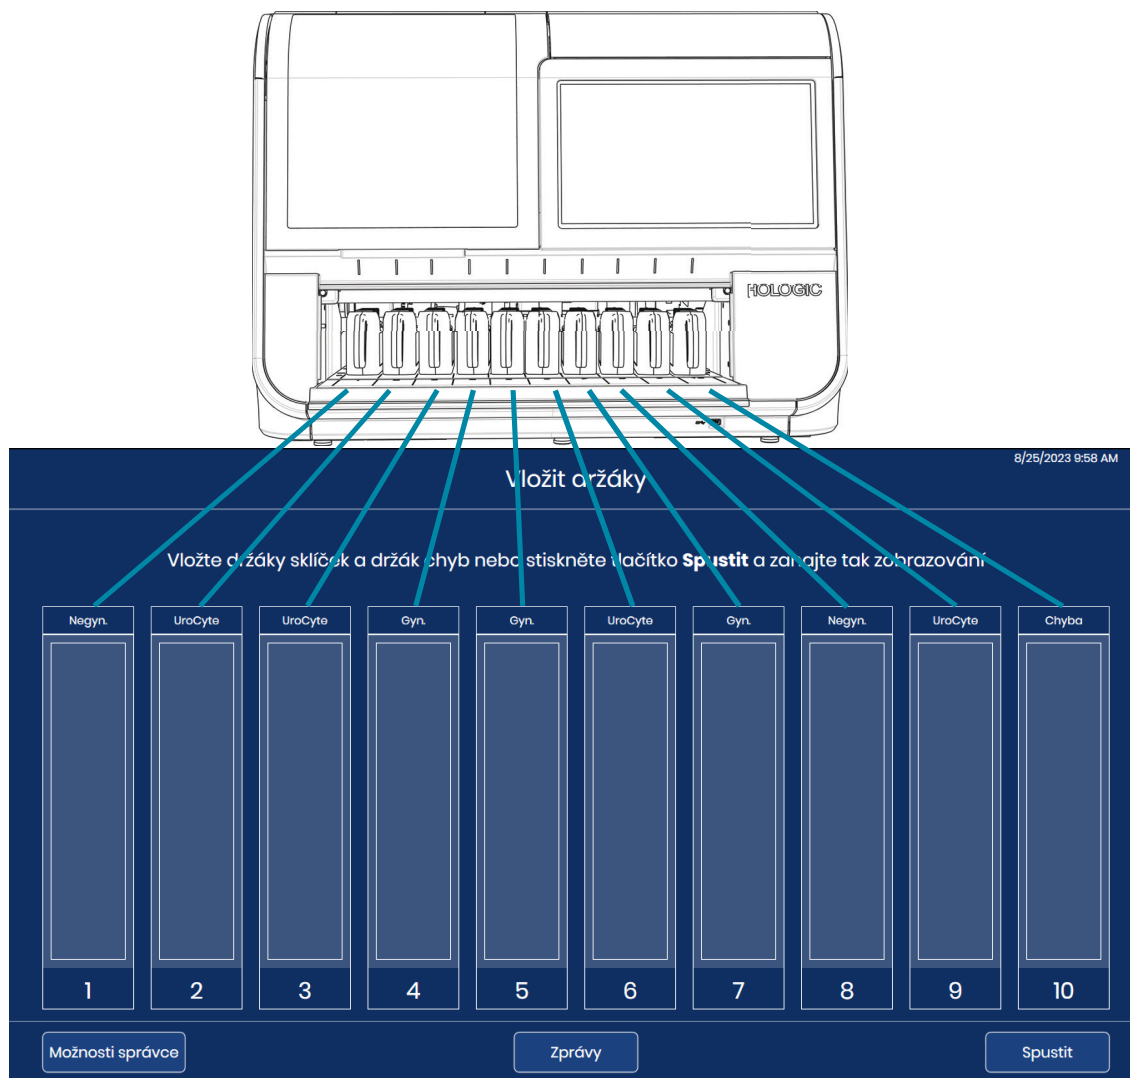 HOLOGIC
8/25/2023 9:58 AM
Vložit držáky
Vložte držáky sklíček a držák chyb nebo stiskněte tlačítko Spustit a zahajte tak zobrazování
Negyn. UroCyte UroCyte Gyn. Gyn. UroCyte Gyn. Negyn. UroCyte Chyba
1 2 3 4 5 6 7 8 9 10
Možnosti správce Zprávy Spustit